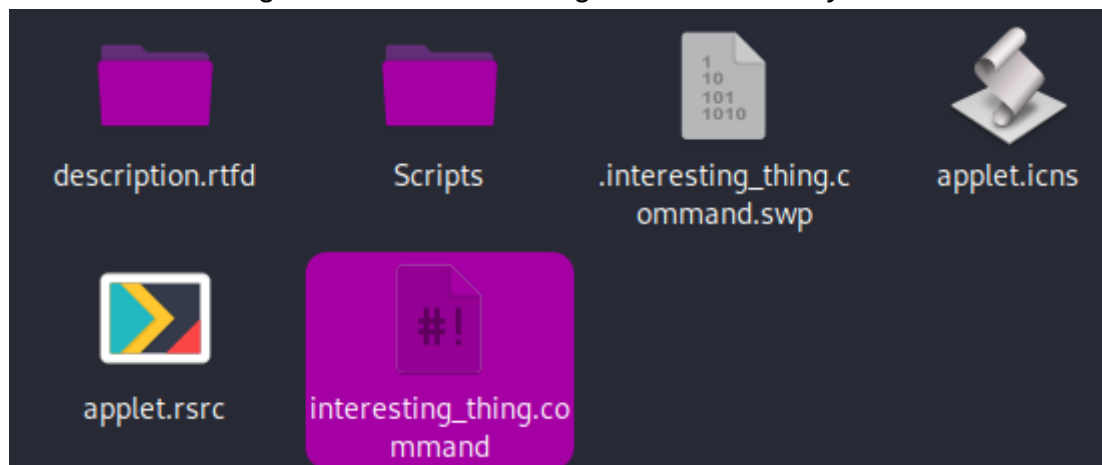 description.rtfd
Scripts
.interesting_thing.c
ommand.swp
applet.icns
1
10
101
1010
applet.rsrc
interesting_thing.co
mmand
#!